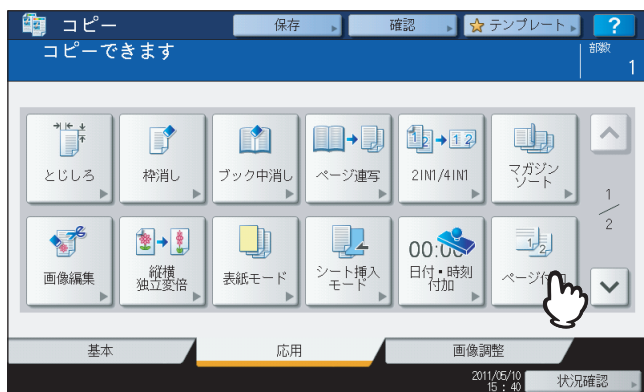 コピー
保存
確認
テンプレート
?
コピーできます
部数
1
とじしろ
枠消し
ブック中消し
ページ連写
2IN1/4IN1
マガジン
ソート
1
2
画像編集
縦横
独立変倍
表紙モード
シート挿入
モード
00:00
日付・時刻
付加
ページ付加
基本
応用
画像調整
2011/05/10
15 : 40
状況確認